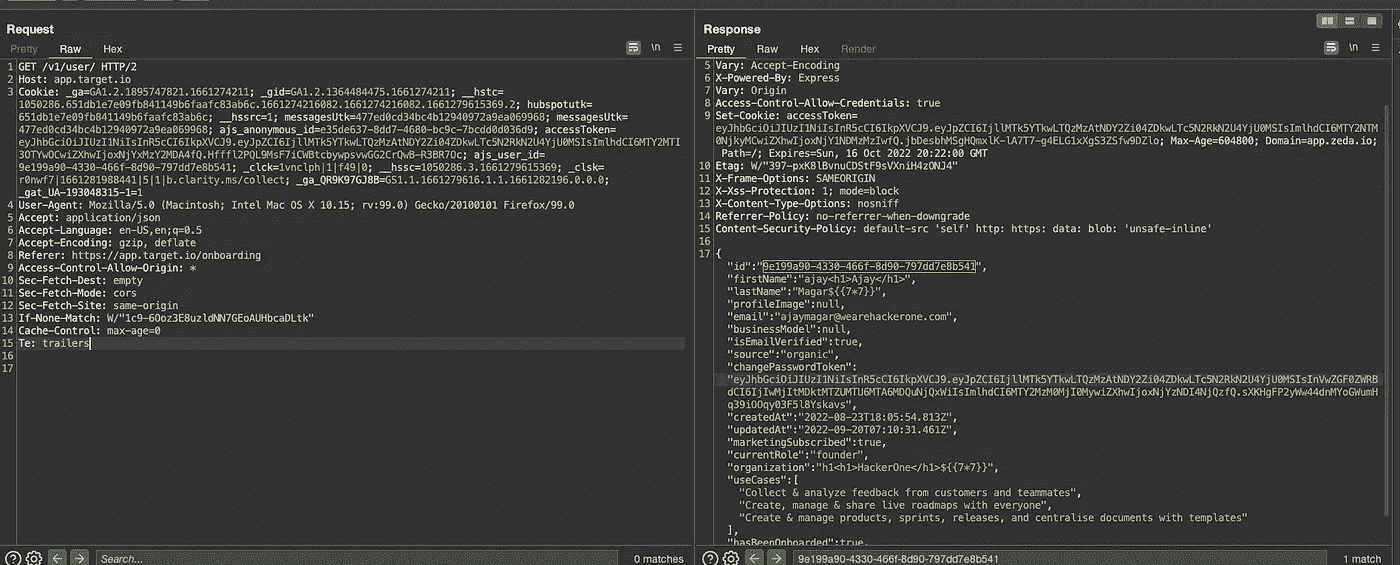 Request
Pretty Raw Hex
\n
1 GET /v1/user/ HTTP/2
2 Host: app.target.io
3 Cookie: _ga=GA1.2.1895747821.1661274211; _gid=GA1.2.1364484475.1661274211; __hstc=
1050286.651db1e7e09fb841149b6faafc83ab6c.1661274216082.1661274216082.1661279615369.2; hubspotutk=
651db1e7e09fb841149b6faafc83ab6c; __hssrc=1; messagesUtk=477ed0cd34bc4b12940972a9ea069968; messagesUtk=
477ed0cd34bc4b12940972a9ea069968; ajs_anonymous_id=e35de637-8dd7-4680-bc9c-7bcdd0d036d9; accessToken=
ajs_user_id=
9e199a90-4330-466f-8d90-797dd7e8b541; _clck=1vnclph|1|f49|0; __hssc=1050286.3.1661279615369; _clsk=
r0nwf7|1661281988441|5|1|b.clarity.ms/collect; _ga_QR9K97GJ8B=GS1.1.1661279616.1.1.1661282196.0.0.0;
_gat_UA-193048315-1=1
4 User-Agent: Mozilla/5.0 (Macintosh; Intel Mac OS X 10.15; rv:99.0) Gecko/20100101 Firefox/99.0
5 Accept: application/json
6 Accept-Language: en-US,en;q=0.5
7 Accept-Encoding: gzip, deflate
8 Referer: https://app.target.io/onboarding
9 Access-Control-Allow-Origin: *
10 Sec-Fetch-Dest: empty
11 Sec-Fetch-Mode: cors
12 Sec-Fetch-Site: same-origin
13 If-None-Match: W/"1c9-6Ooz3E8uzldNN7GEoAUHbcaDLtk"
14 Cache-Control: max-age=0
15 Te: trailers
16
17
Search...
0 matches
Response
Pretty Raw Hex Render
\n
5 Vary: Accept-Encoding
6 X-Powered-By: Express
7 Vary: Origin
8 Access-Control-Allow-Credentials: true
9 Set-Cookie: accessToken=
Max-Age=604800; Domain=app.zeda.io;
Path=/; Expires=Sun, 16 Oct 2022 20:22:00 GMT
10 Etag: W/"397-pxK8lBvnuCDStF9sVXniH4zONJ4"
11 X-Frame-Options: SAMEORIGIN
12 X-Xss-Protection: 1; mode=block
13 X-Content-Type-Options: nosniff
14 Referrer-Policy: no-referrer-when-downgrade
15 Content-Security-Policy: default-src 'self' http: https: data: blob: 'unsafe-inline'
16
17 {
"id":"9e199a90-4330-466f-8d90-797dd7e8b541",
"firstName":"ajay<h1>Ajay</h1>",
"lastName":"Magar${{7*7}}",
"profileImage":null,
"email":"ajaymagar@wearehackerone.com",
"businessModel":null,
"isEmailVerified":true,
"source":"organic",
"changePasswordToken":
"createdAt":"2022-08-23T18:05:54.813Z",
"updatedAt":"2022-09-20T07:10:31.461Z",
"marketingSubscribed":true,
"currentRole":"founder",
"organization":"h1<h1>HackerOne</h1>${{7*7}}",
"useCases":[
"Collect & analyze feedback from customers and teammates",
"Create, manage & share live roadmaps with everyone",
"Create & manage products, sprints, releases, and centralise documents with templates"
],
"hasBeenOnboarded":true,
9e199a90-4330-466f-8d90-797dd7e8b541
1 match